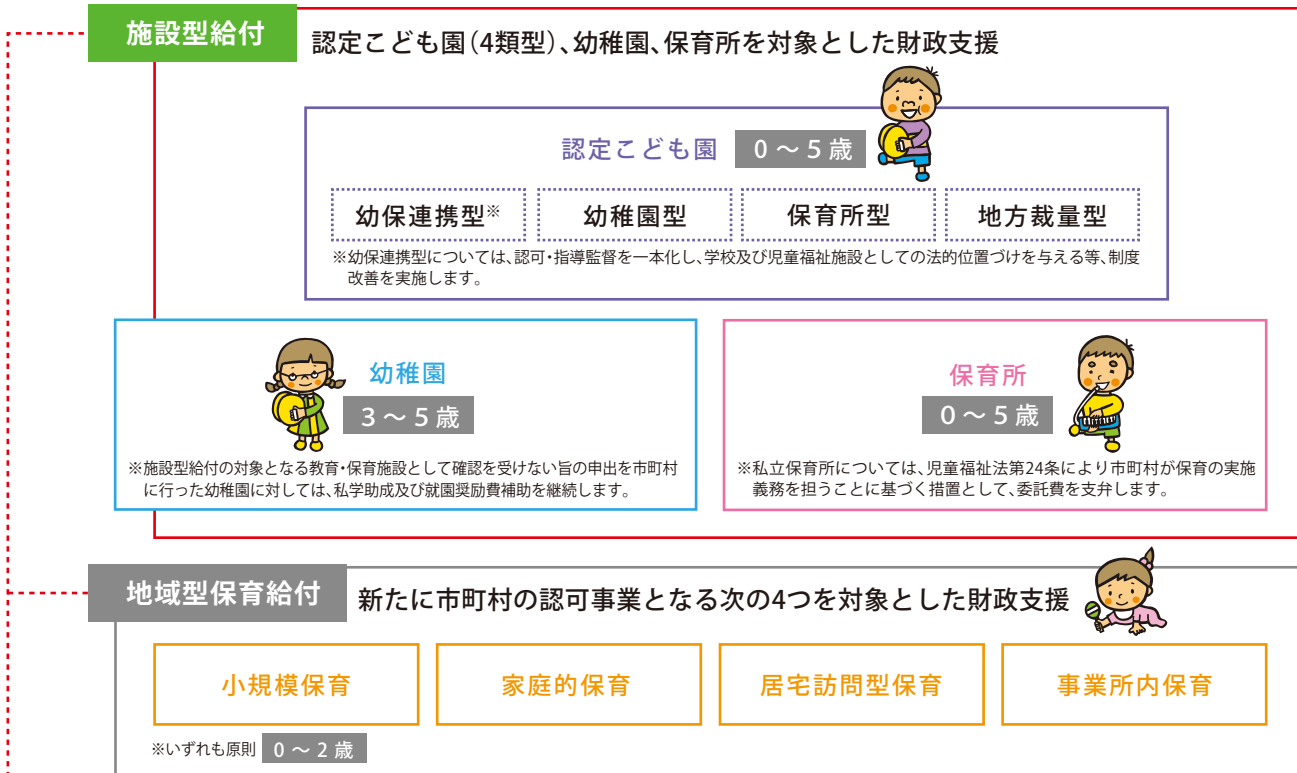 施設型給付
認定こども園(4類型)、幼稚園、保育所を対象とした財政支援
認定こども園 0～5歳
幼保連携型※ 幼稚園型 保育所型 地方裁量型
※幼保連携型については、認可・指導監督を一本化し、学校及び児童福祉施設としての法的位置づけを与える等、制度
改善を実施します。
幼稚園
3～5歳
※施設型給付の対象となる教育・保育施設として確認を受けない旨の申出を市町村
に行った幼稚園に対しては、私学助成及び就園奨励費補助を継続します。
保育所
0～5歳
※私立保育所については、児童福祉法第24条により市町村が保育の実施
義務を担うことに基づく措置として、委託費を支弁します。
地域型保育給付
新たに市町村の認可事業となる次の4つを対象とした財政支援
小規模保育 家庭的保育 居宅訪問型保育 事業所内保育
※いずれも原則 0～2歳